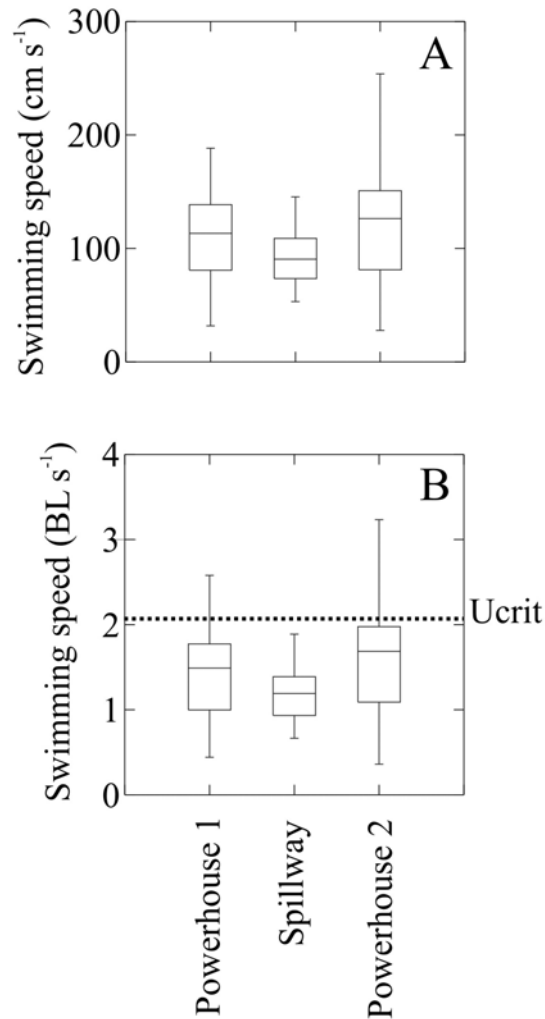 300
A
200
100
0
Swimming speed (cm s⁻¹)
4
B
3
2
Ucrit
1
0
Swimming speed (BL s⁻¹)
Powerhouse 1
Spillway
Powerhouse 2